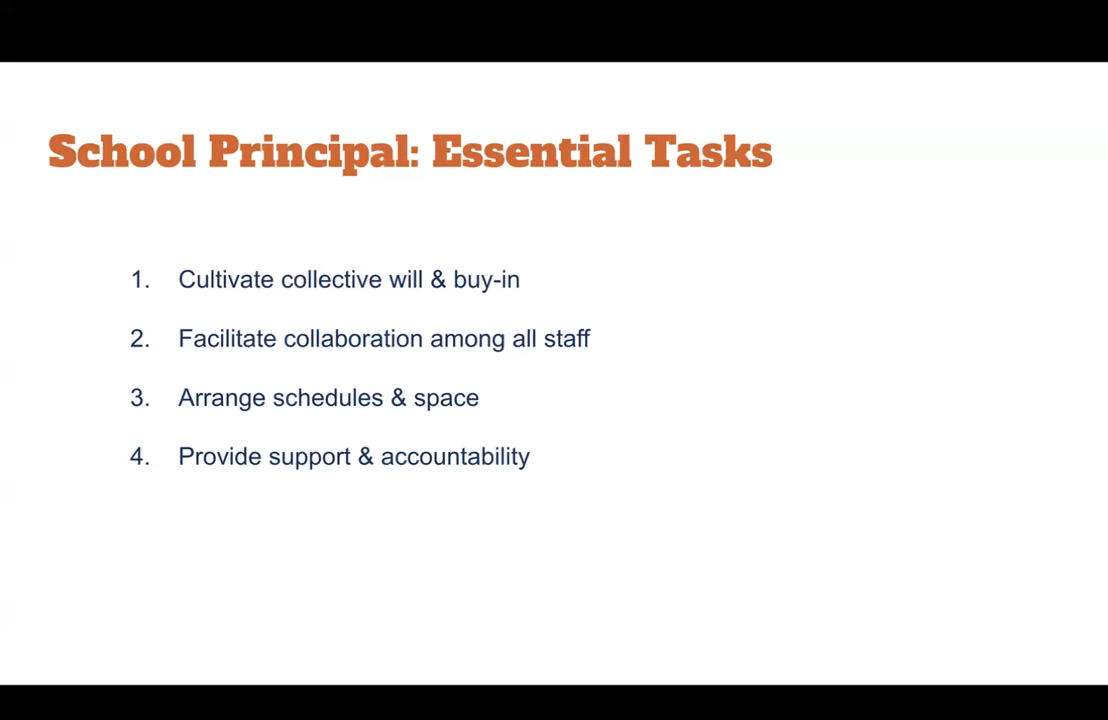 School Principal: Essential Tasks
1. Cultivate collective will & buy-in
2. Facilitate collaboration among all staff
3. Arrange schedules & space
4. Provide support & accountability